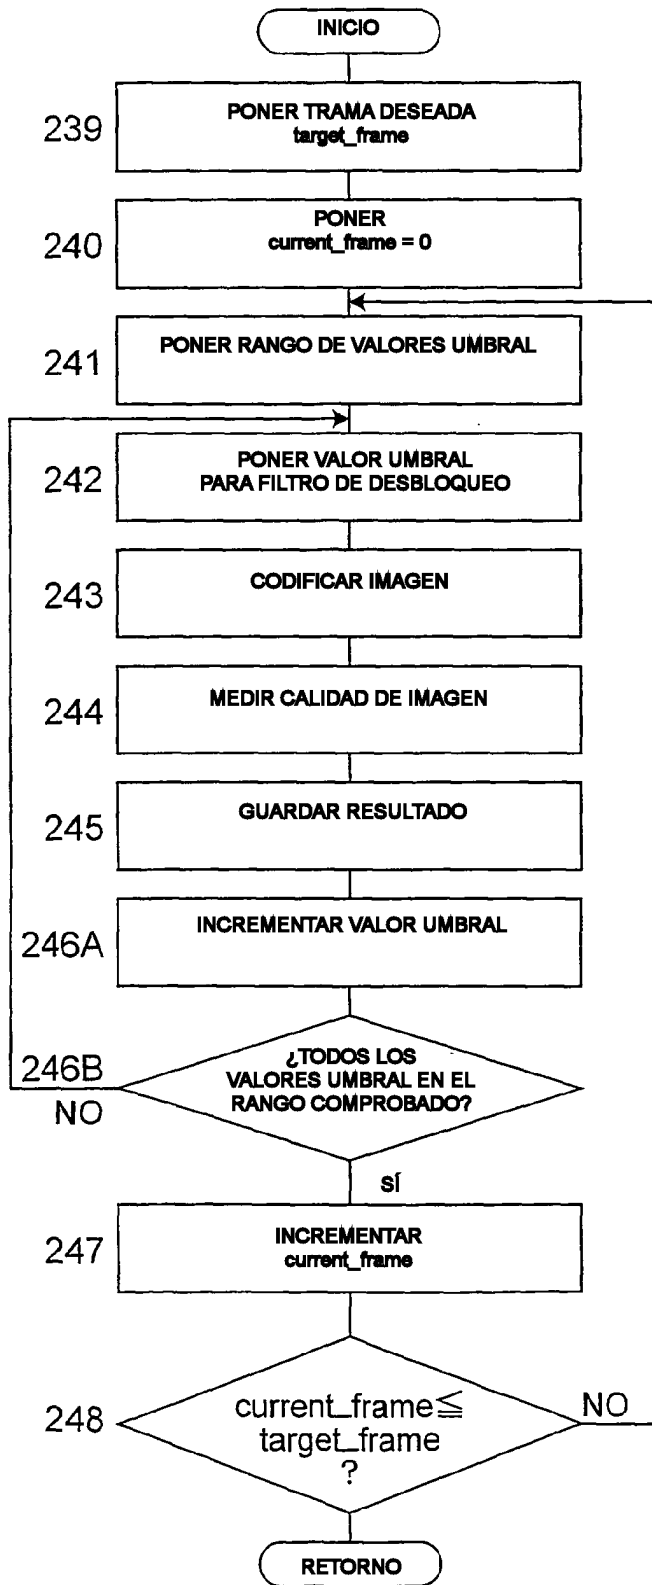 INICIO
239
PONER TRAMA DESEADA
target_frame
240
PONER
current_frame = 0
241
PONER RANGO DE VALORES UMBRAL
242
PONER VALOR UMBRAL
PARA FILTRO DE DESBLOQUEO
243
CODIFICAR IMAGEN
244
MEDIR CALIDAD DE IMAGEN
245
GUARDAR RESULTADO
246A
INCREMENTAR VALOR UMBRAL
246B
¿TODOS LOS
VALORES UMBRAL EN EL
RANGO COMPROBADO?
NO
SÍ
247
INCREMENTAR
current_frame
248
current_frame≦
target_frame
?
NO
RETORNO